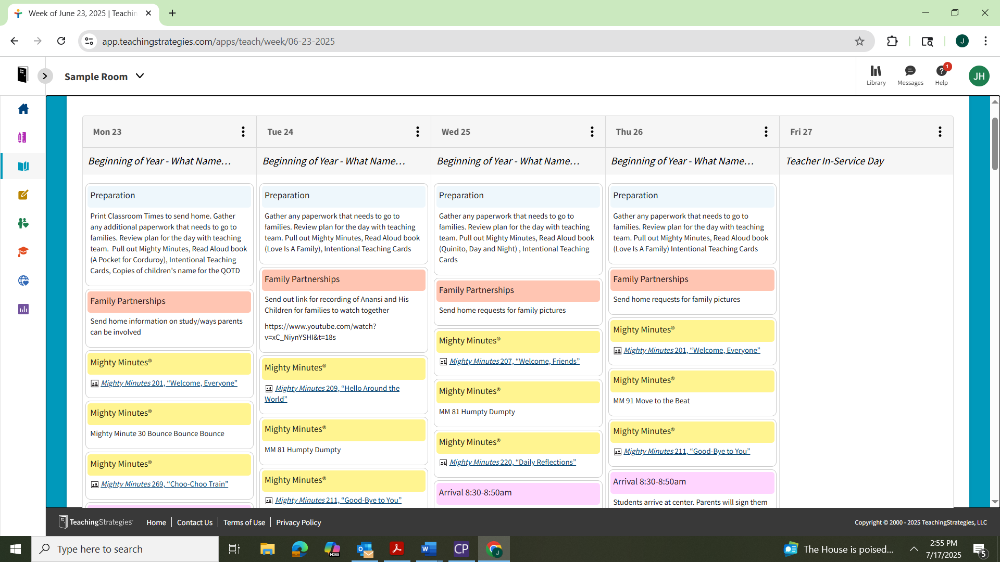 Week of June 23, 2025 | Teachin
app.teachingstrategies.com/apps/teach/week/06-23-2025
J
Sample Room
Library
Messages
1
Help
JH
Mon 23
Tue 24
Wed 25
Thu 26
Fri 27
Beginning of Year - What Name…
Beginning of Year - What Name…
Beginning of Year - What Name…
Beginning of Year - What Name…
Teacher In-Service Day
Preparation
Print Classroom Times to send home. Gather
any additional paperwork that needs to go to
families. Review plan for the day with teaching
team. Pull out Mighty Minutes, Read Aloud book
(A Pocket for Corduroy), Intentional Teaching
Cards, Copies of children's name for the QOTD
Family Partnerships
Send home information on study/ways parents
can be involved
Mighty Minutes®
Mighty Minutes 201, “Welcome, Everyone”
Mighty Minutes®
Mighty Minute 30 Bounce Bounce Bounce
Mighty Minutes®
Mighty Minutes 269, “Choo-Choo Train”
Preparation
Gather any paperwork that needs to go to
families. Review plan for the day with teaching
team. Pull out Mighty Minutes, Read Aloud book
(Love Is A Family), Intentional Teaching Cards
Family Partnerships
Send out link for recording of Anansi and His
Children for families to watch together
https://www.youtube.com/watch?
v=xC_NiynYSHI&t=18s
Mighty Minutes®
Mighty Minutes 209, “Hello Around the
World”
Mighty Minutes®
MM 81 Humpty Dumpty
Mighty Minutes®
Mighty Minutes 211, “Good-Bye to You”
Preparation
Gather any paperwork that needs to go to
families. Review plan for the day with teaching
team. Pull out Mighty Minutes, Read Aloud book
(Quinito, Day and Night) , Intentional Teaching
Cards
Family Partnerships
Send home requests for family pictures
Mighty Minutes®
Mighty Minutes 207, “Welcome, Friends”
Mighty Minutes®
MM 81 Humpty Dumpty
Mighty Minutes®
Mighty Minutes 220, “Daily Reflections”
Arrival 8:30-8:50am
Preparation
Gather any paperwork that needs to go to
families. Review plan for the day with teaching
team. Pull out Mighty Minutes, Read Aloud book
(Love Is A Family) Intentional Teaching Cards
Family Partnerships
Send home requests for family pictures
Mighty Minutes®
Mighty Minutes 201, “Welcome, Everyone”
Mighty Minutes®
MM 91 Move to the Beat
Mighty Minutes®
Mighty Minutes 211, “Good-Bye to You”
Arrival 8:30-8:50am
Students arrive at center. Parents will sign them
TeachingStrategies®
Home
Contact Us
Terms of Use
Privacy Policy
Copyright © 2000 - 2025 TeachingStrategies, LLC
Type here to search
M365
CP
J
The House is poised...
2:55 PM
7/17/2025
5